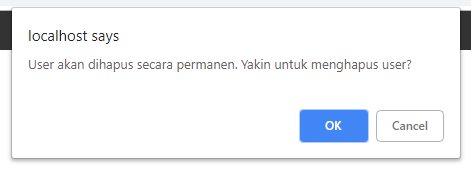 localhost says
User akan dihapus secara permanen. Yakin untuk menghapus user?
OK
Cancel